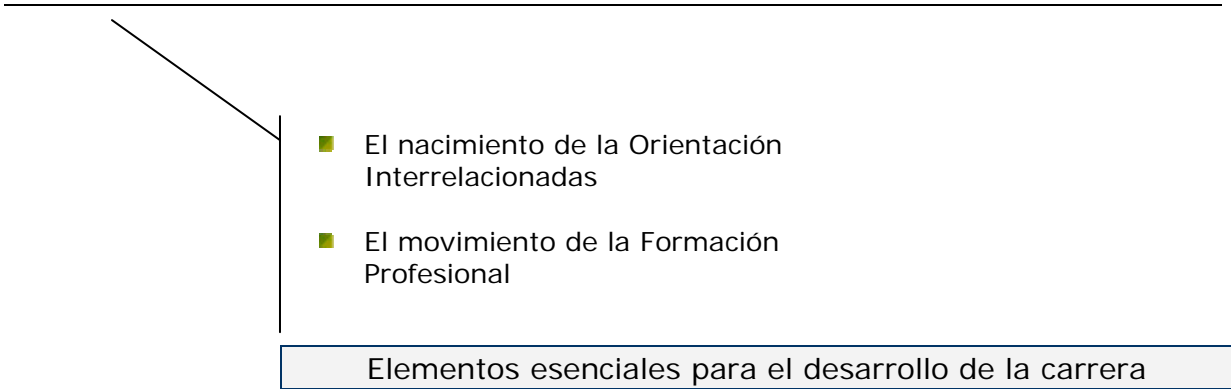 El nacimiento de la Orientación
Interrelacionadas
El movimiento de la Formación
Profesional
Elementos esenciales para el desarrollo de la carrera